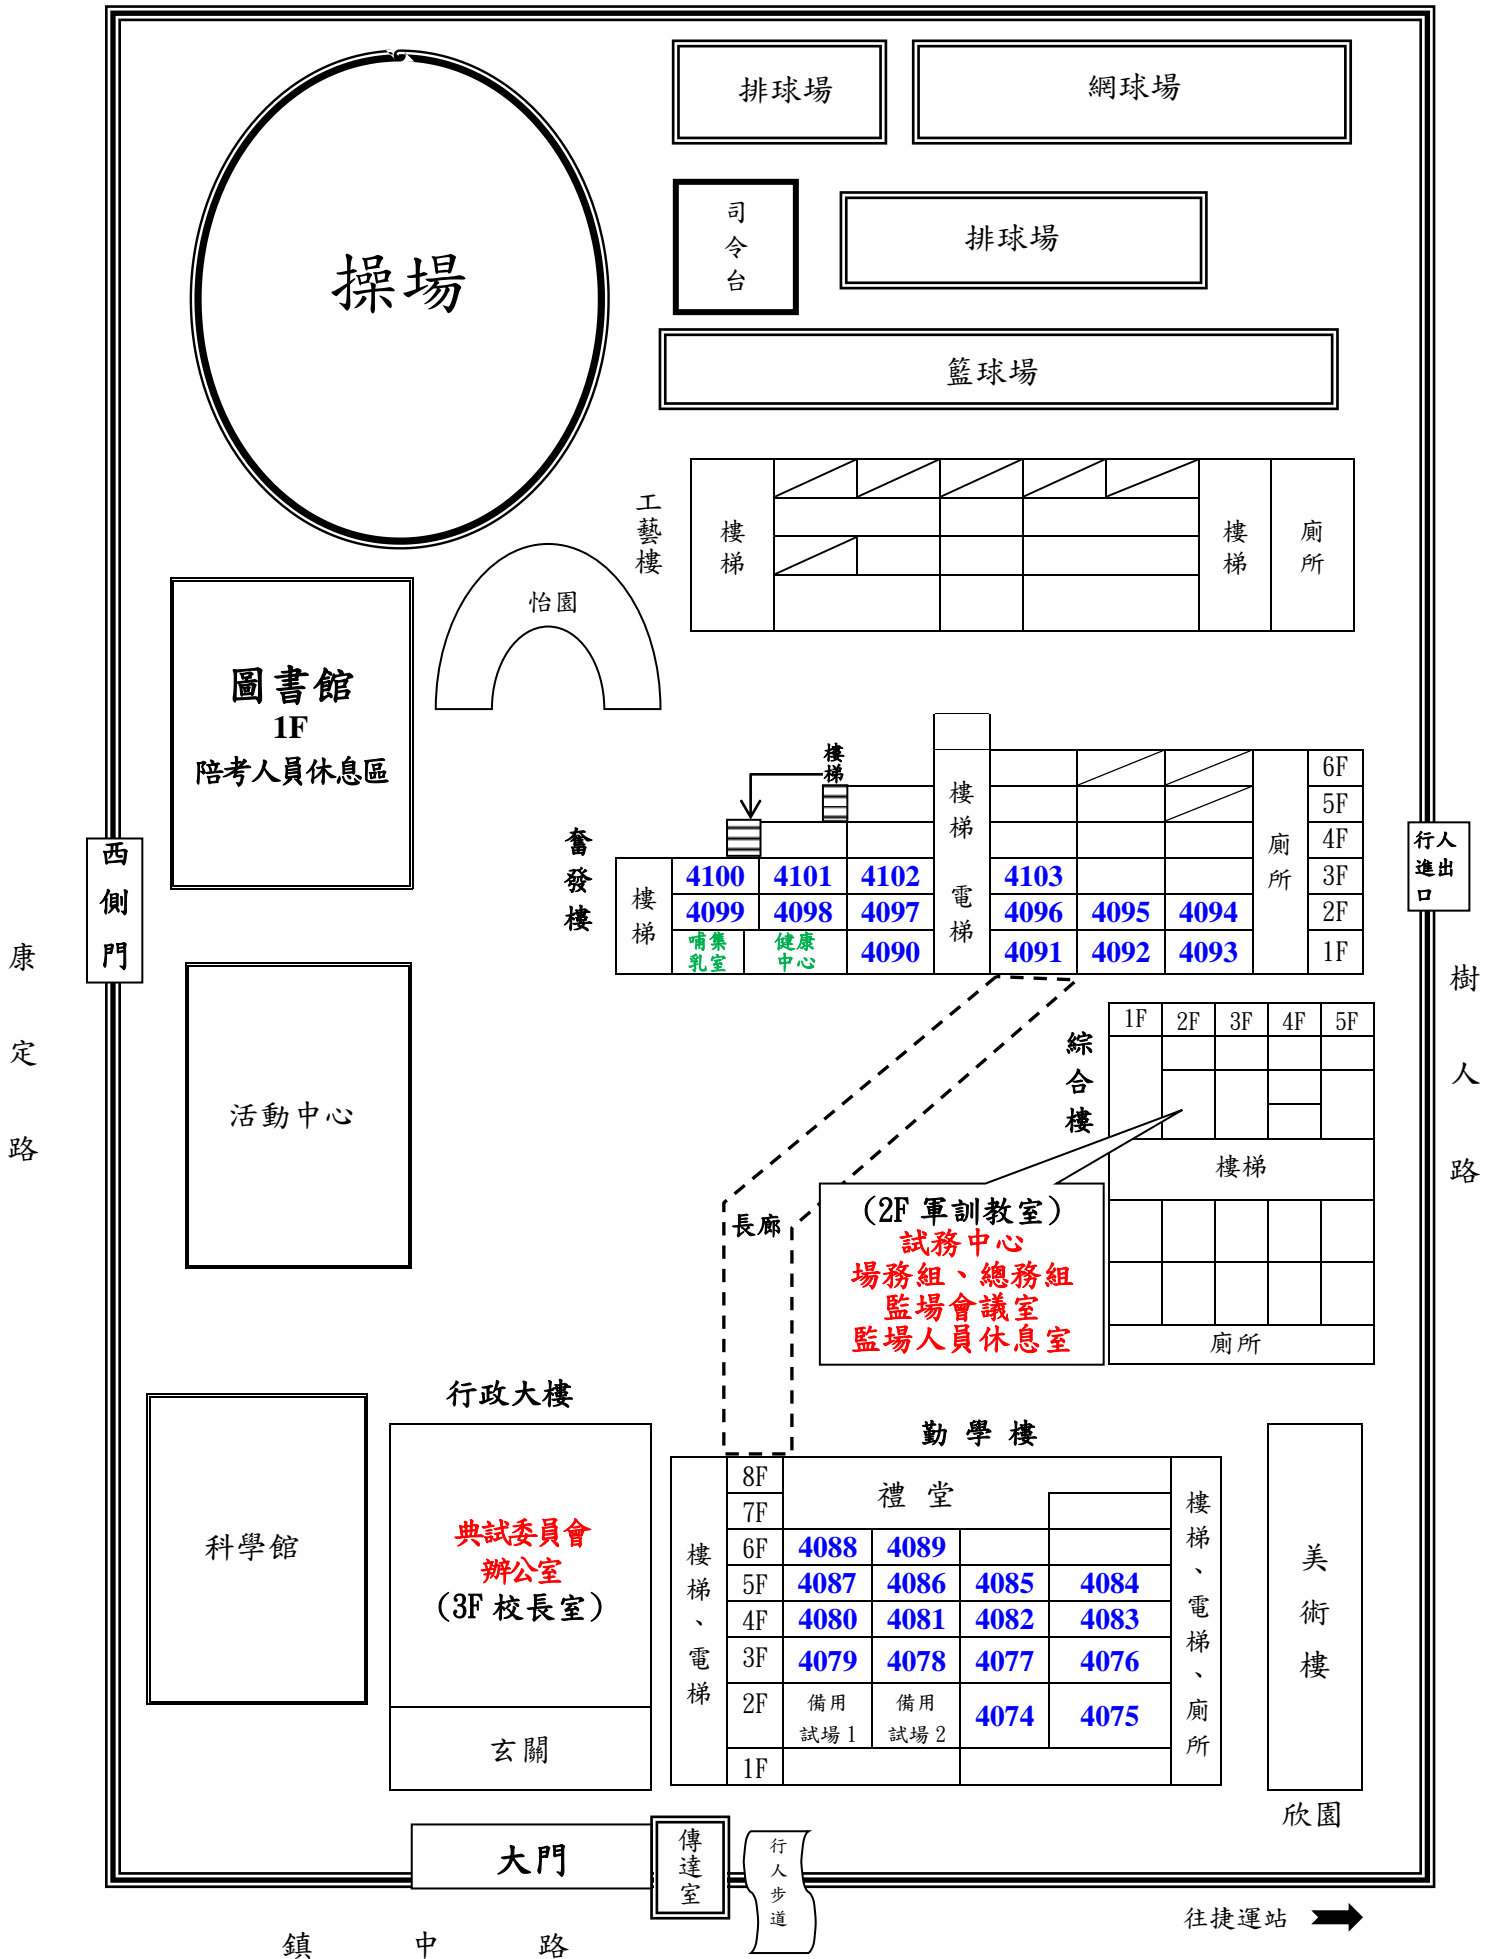 排球場
網球場
司令台
排球場
操場
籃球場
工藝樓
樓梯
樓梯
廁所
怡園
圖書館
1F
陪考人員休息區
奮發樓
樓梯
樓梯
電梯
廁所
6F
5F
4F
3F
2F
1F
樓梯
4100 4101 4102 4103
4099 4098 4097 4096 4095 4094
哺集
乳室
健康
中心
4090 4091 4092 4093
西側門
行人
進出
口
康定路
樹人路
活動中心
綜合樓
1F 2F 3F 4F 5F
樓梯
廁所
長廊
(2F 軍訓教室)
試務中心
場務組、總務組
監場會議室
監場人員休息室
行政大樓
典試委員會
辦公室
(3F 校長室)
玄關
科學館
勤學樓
樓梯、電梯
8F
7F
禮堂
6F 4088 4089
5F 4087 4086 4085 4084
4F 4080 4081 4082 4083
3F 4079 4078 4077 4076
2F 備用
試場 1
備用
試場 2
4074 4075
1F
樓梯、電梯、廁所
美術樓
欣園
大門
傳達室
行人步道
往捷運站
鎮中路